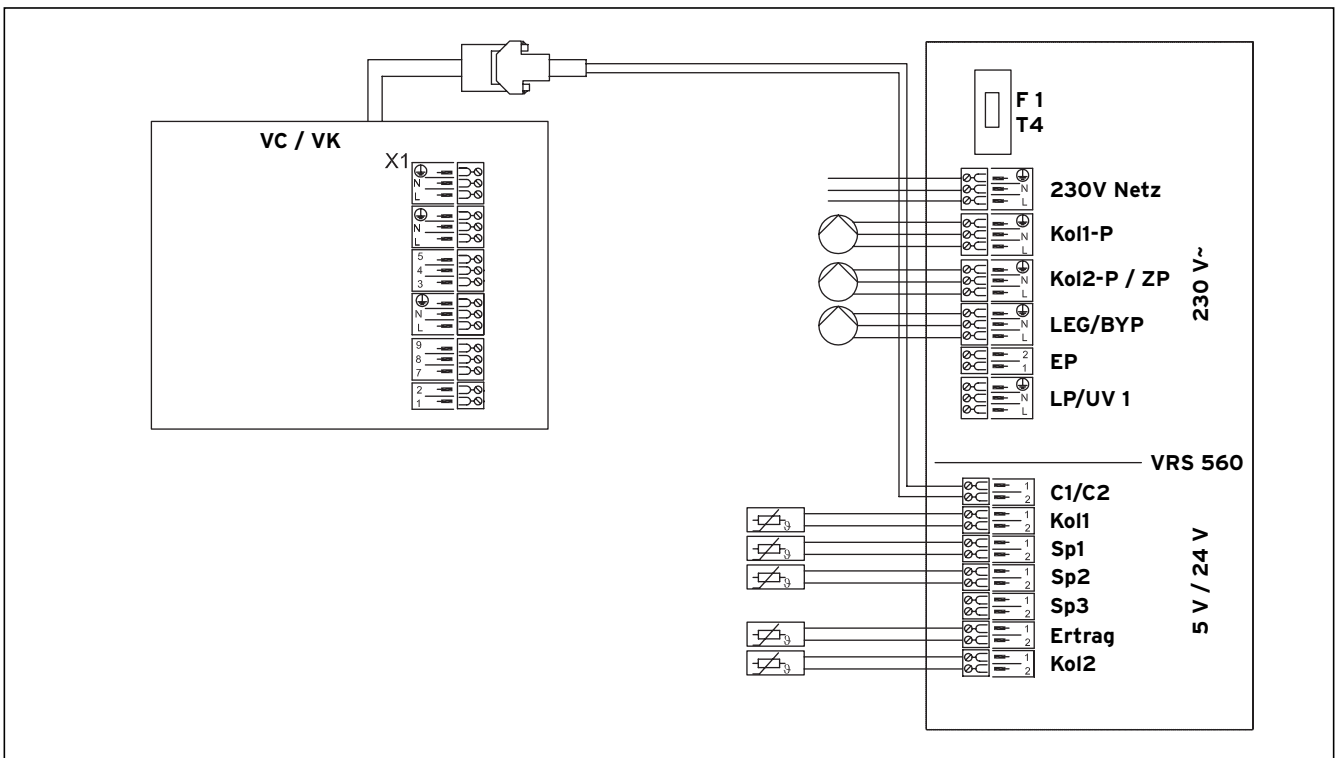 VC / VK
X1
N
L
N
L
5
4
3
N
L
9
8
7
2
1
F 1
T4
N
L
230V Netz
N
L
Kol1-P
N
L
Kol2-P / ZP
N
L
LEG/BYP
2
1
EP
N
L
LP/UV 1
230 V~
VRS 560
1
2
C1/C2
1
2
Kol1
ϑ
1
2
Sp1
ϑ
1
2
Sp2
ϑ
1
2
Sp3
1
2
Ertrag
ϑ
1
2
Kol2
ϑ
5 V / 24 V